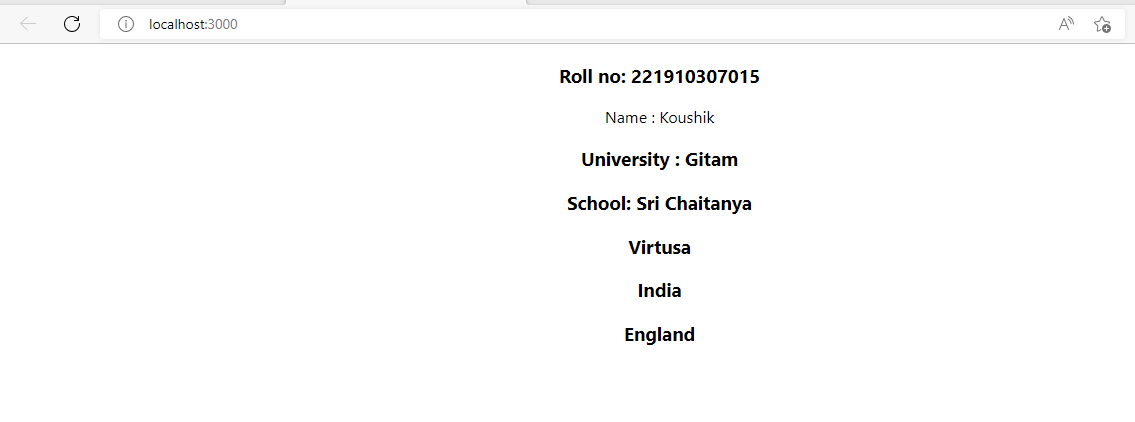 localhost:3000
Roll no: 221910307015
Name : Koushik
University : Gitam
School: Sri Chaitanya
Virtusa
India
England